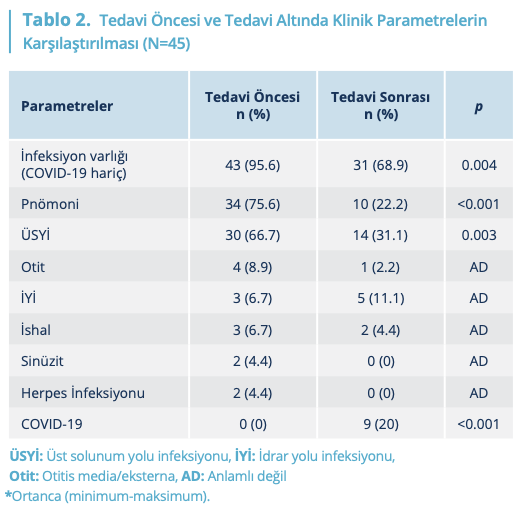 Tablo 2. Tedavi Öncesi ve Tedavi Altında Klinik Parametrelerin
Karşılaştırılması (N=45)
Parametreler Tedavi Öncesi n (%) Tedavi Sonrası n (%) p
İnfeksiyon varlığı (COVID-19 hariç) 43 (95.6) 31 (68.9) 0.004
Pnömoni 34 (75.6) 10 (22.2) <0.001
ÜSYİ 30 (66.7) 14 (31.1) 0.003
Otit 4 (8.9) 1 (2.2) AD
İYİ 3 (6.7) 5 (11.1) AD
İshal 3 (6.7) 2 (4.4) AD
Sinüzit 2 (4.4) 0 (0) AD
Herpes İnfeksiyonu 2 (4.4) 0 (0) AD
COVID-19 0 (0) 9 (20) <0.001
ÜSYİ: Üst solunum yolu infeksiyonu, İYİ: İdrar yolu infeksiyonu,
Otit: Otitis media/eksterna, AD: Anlamlı değil
*Ortanca (minimum-maksimum).